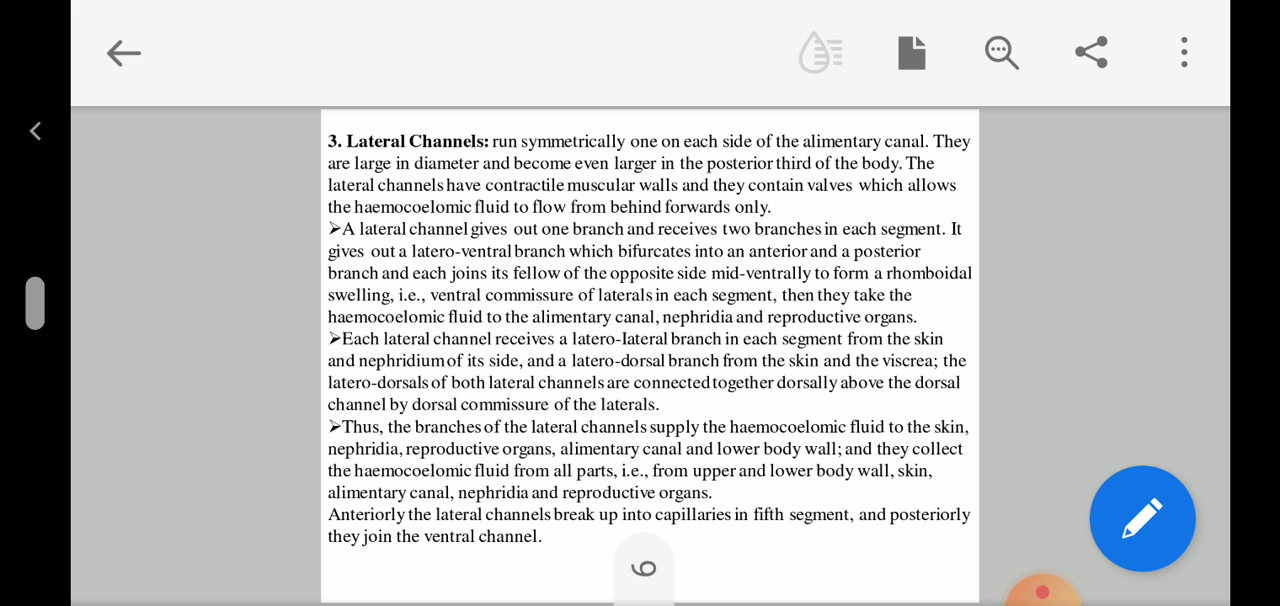 3. Lateral Channels: run symmetrically one on each side of the alimentary canal. They
are large in diameter and become even larger in the posterior third of the body. The
lateral channels have contractile muscular walls and they contain valves which allows
the haemocoelomic fluid to flow from behind forwards only.
➢A lateral channel gives out one branch and receives two branches in each segment. It
gives out a latero-ventral branch which bifurcates into an anterior and a posterior
branch and each joins its fellow of the opposite side mid-ventrally to form a rhomboidal
swelling, i.e., ventral commissure of laterals in each segment, then they take the
haemocoelomic fluid to the alimentary canal, nephridia and reproductive organs.
➢Each lateral channel receives a latero-Iateral branch in each segment from the skin
and nephridium of its side, and a latero-dorsal branch from the skin and the viscrea; the
latero-dorsals of both lateral channels are connected together dorsally above the dorsal
channel by dorsal commissure of the laterals.
➢Thus, the branches of the lateral channels supply the haemocoelomic fluid to the skin,
nephridia, reproductive organs, alimentary canal and lower body wall; and they collect
the haemocoelomic fluid from all parts, i.e., from upper and lower body wall, skin,
alimentary canal, nephridia and reproductive organs.
Anteriorly the lateral channels break up into capillaries in fifth segment, and posteriorly
they join the ventral channel.
9